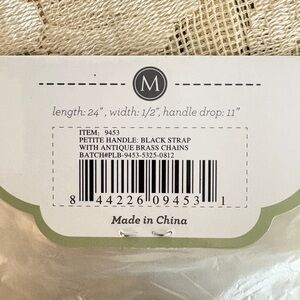 M
length: 24", width: 1/2", handle drop: 11"
ITEM: 9453
PETITE HANDLE: BLACK STRAP
WITH ANTIQUE BRASS CHAINS
BATCH#PLB-9453-5325-0812
8 44226 09453 1
Made in China